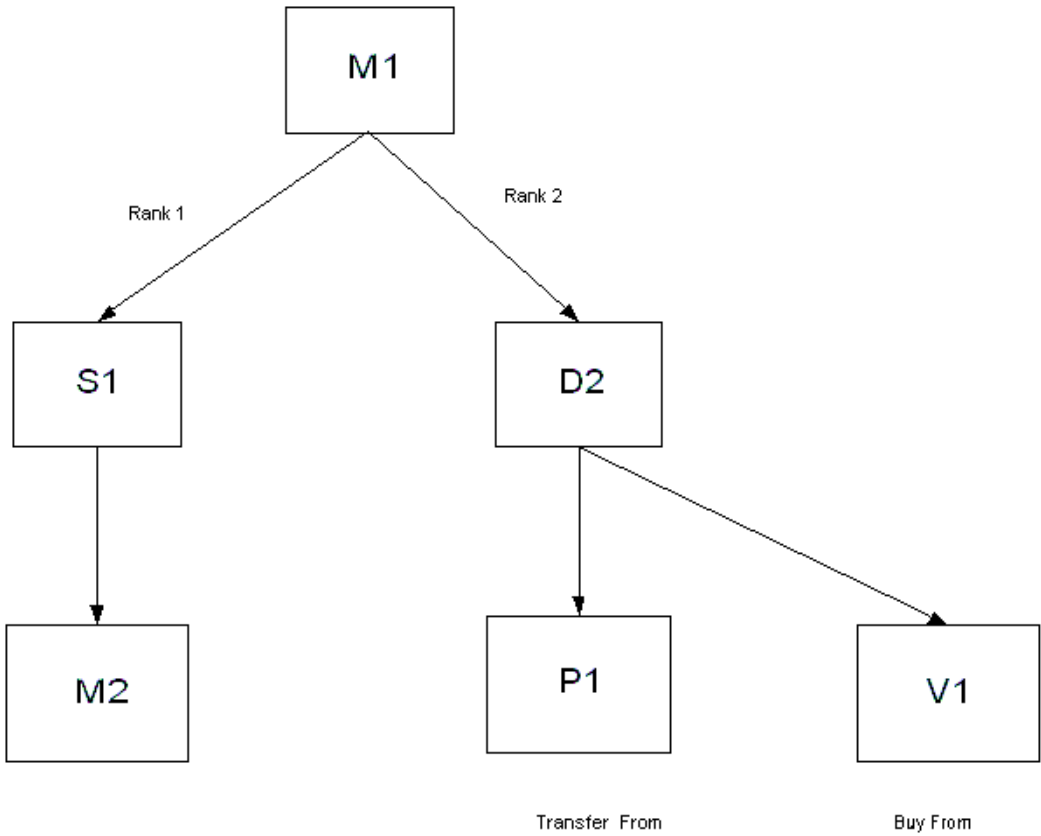 M1
Rank 1
Rank 2
S1
D2
M2
P1
V1
Transfer From
Buy From